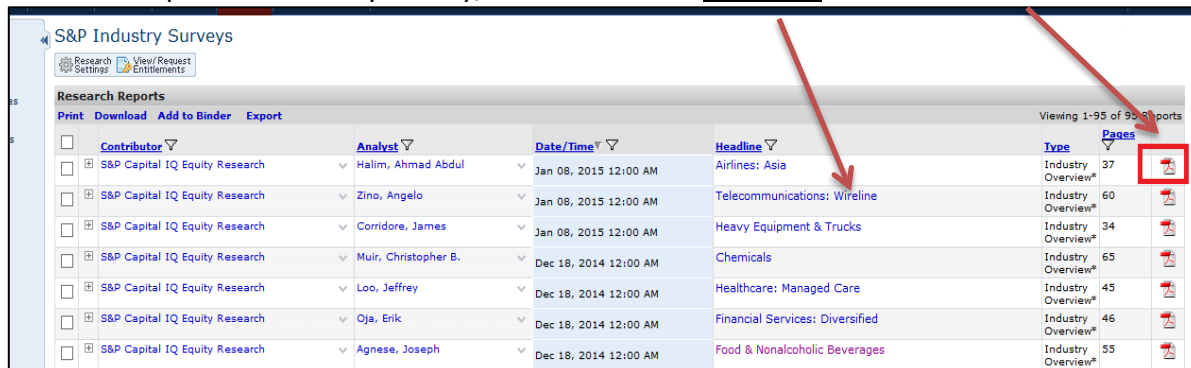 S&P Industry Surveys
Research Settings View/Request Entitlements
Research Reports
Print Download Add to Binder Export Viewing 1-95 of 95 Reports
Contributor Analyst Date/Time Headline Type Pages
S&P Capital IQ Equity Research Halim, Ahmad Abdul Jan 08, 2015 12:00 AM Airlines: Asia Industry Overview* 37
S&P Capital IQ Equity Research Zino, Angelo Jan 08, 2015 12:00 AM Telecommunications: Wireline Industry Overview* 60
S&P Capital IQ Equity Research Corridore, James Jan 08, 2015 12:00 AM Heavy Equipment & Trucks Industry Overview* 34
S&P Capital IQ Equity Research Muir, Christopher B. Dec 18, 2014 12:00 AM Chemicals Industry Overview* 65
S&P Capital IQ Equity Research Loo, Jeffrey Dec 18, 2014 12:00 AM Healthcare: Managed Care Industry Overview* 45
S&P Capital IQ Equity Research Oja, Erik Dec 18, 2014 12:00 AM Financial Services: Diversified Industry Overview* 46
S&P Capital IQ Equity Research Agnese, Joseph Dec 18, 2014 12:00 AM Food & Nonalcoholic Beverages Industry Overview* 55